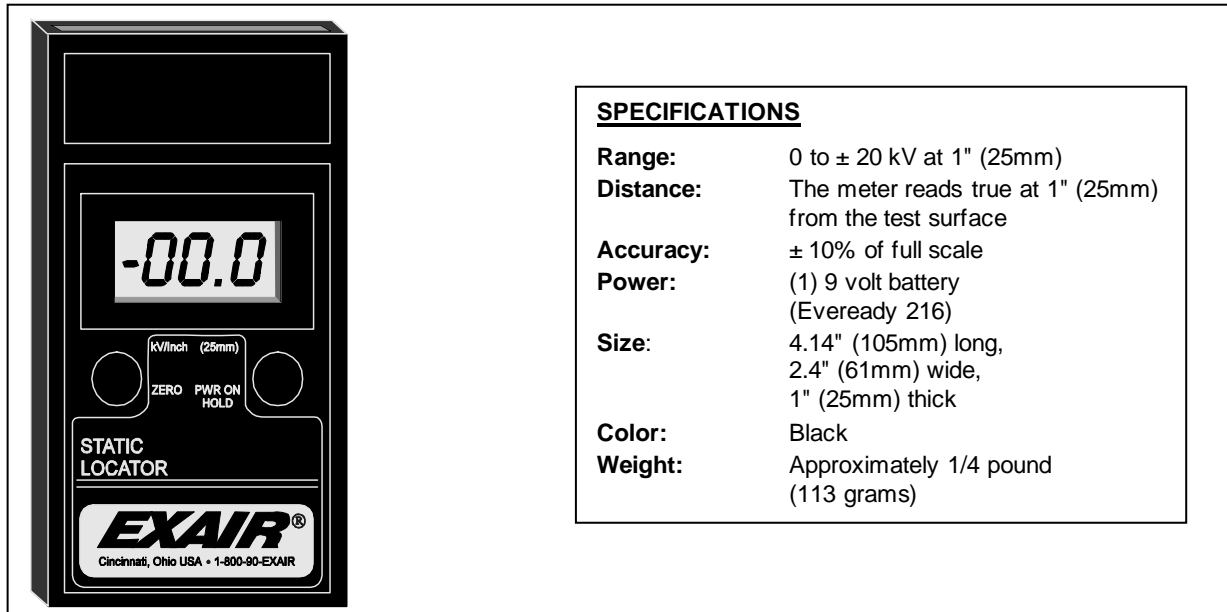 -00.0
kV/Inch (25mm)
ZERO PWR ON
HOLD
STATIC
LOCATOR
EXAIR®
Cincinnati, Ohio USA • 1-800-90-EXAIR
SPECIFICATIONS
Range: 0 to ± 20 kV at 1" (25mm)
Distance: The meter reads true at 1" (25mm)
from the test surface
Accuracy: ± 10% of full scale
Power: (1) 9 volt battery
(Eveready 216)
Size: 4.14" (105mm) long,
2.4" (61mm) wide,
1" (25mm) thick
Color: Black
Weight: Approximately 1/4 pound
(113 grams)